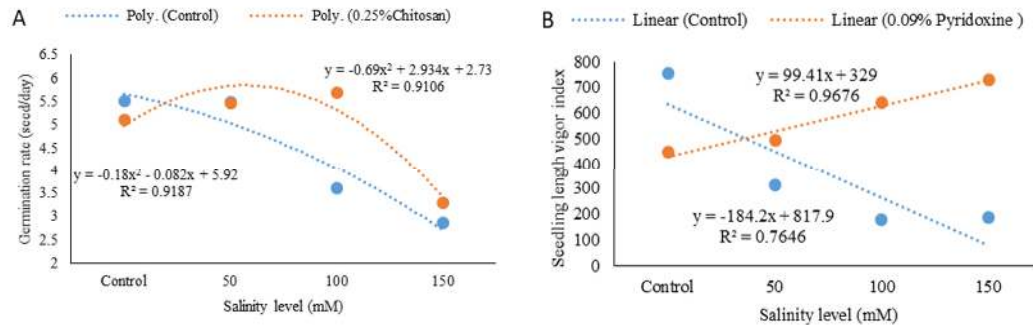 A
Poly. (Control)
Poly. (0.25%Chitosan)
Germination rate (seed/day)
6.5
6
5.5
5
4.5
4
3.5
3
2.5
2
y = -0.69x² + 2.934x + 2.73
R² = 0.9106
y = -0.18x² - 0.082x + 5.92
R² = 0.9187
Control
50
100
150
Salinity level (mM)
B
Linear (Control)
Linear (0.09% Pyridoxine )
Seedling length vigor index
800
700
600
500
400
300
200
100
0
y = 99.41x + 329
R² = 0.9676
y = -184.2x + 817.9
R² = 0.7646
Control
50
100
150
Salinity level (mM)